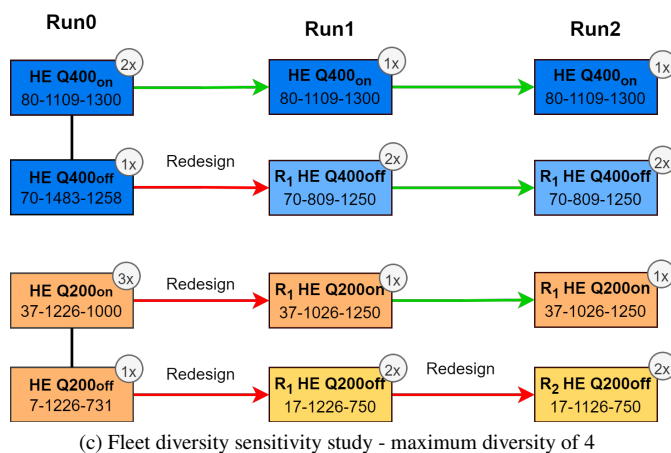 Run0
Run1
Run2
2x
HE Q400on
80-1109-1300
1x
HE Q400on
80-1109-1300
1x
HE Q400on
80-1109-1300
1x
HE Q400off
70-1483-1258
Redesign
2x
R1 HE Q400off
70-809-1250
2x
R1 HE Q400off
70-809-1250
3x
HE Q200on
37-1226-1000
Redesign
1x
R1 HE Q200on
37-1026-1250
1x
R1 HE Q200on
37-1026-1250
1x
HE Q200off
7-1226-731
Redesign
2x
R1 HE Q200off
17-1226-750
Redesign
2x
R2 HE Q200off
17-1126-750
(c) Fleet diversity sensitivity study - maximum diversity of 4